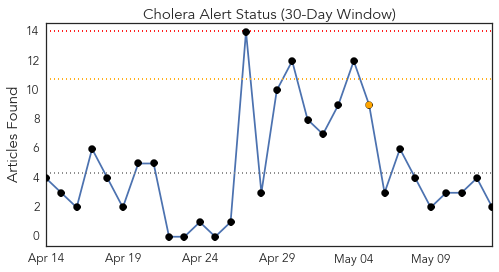 Cholera Alert Status (30-Day Window)
Articles Found
14
12
10
8
6
4
2
0
Apr 14
Apr 19
Apr 24
Apr 29
May 04
May 09